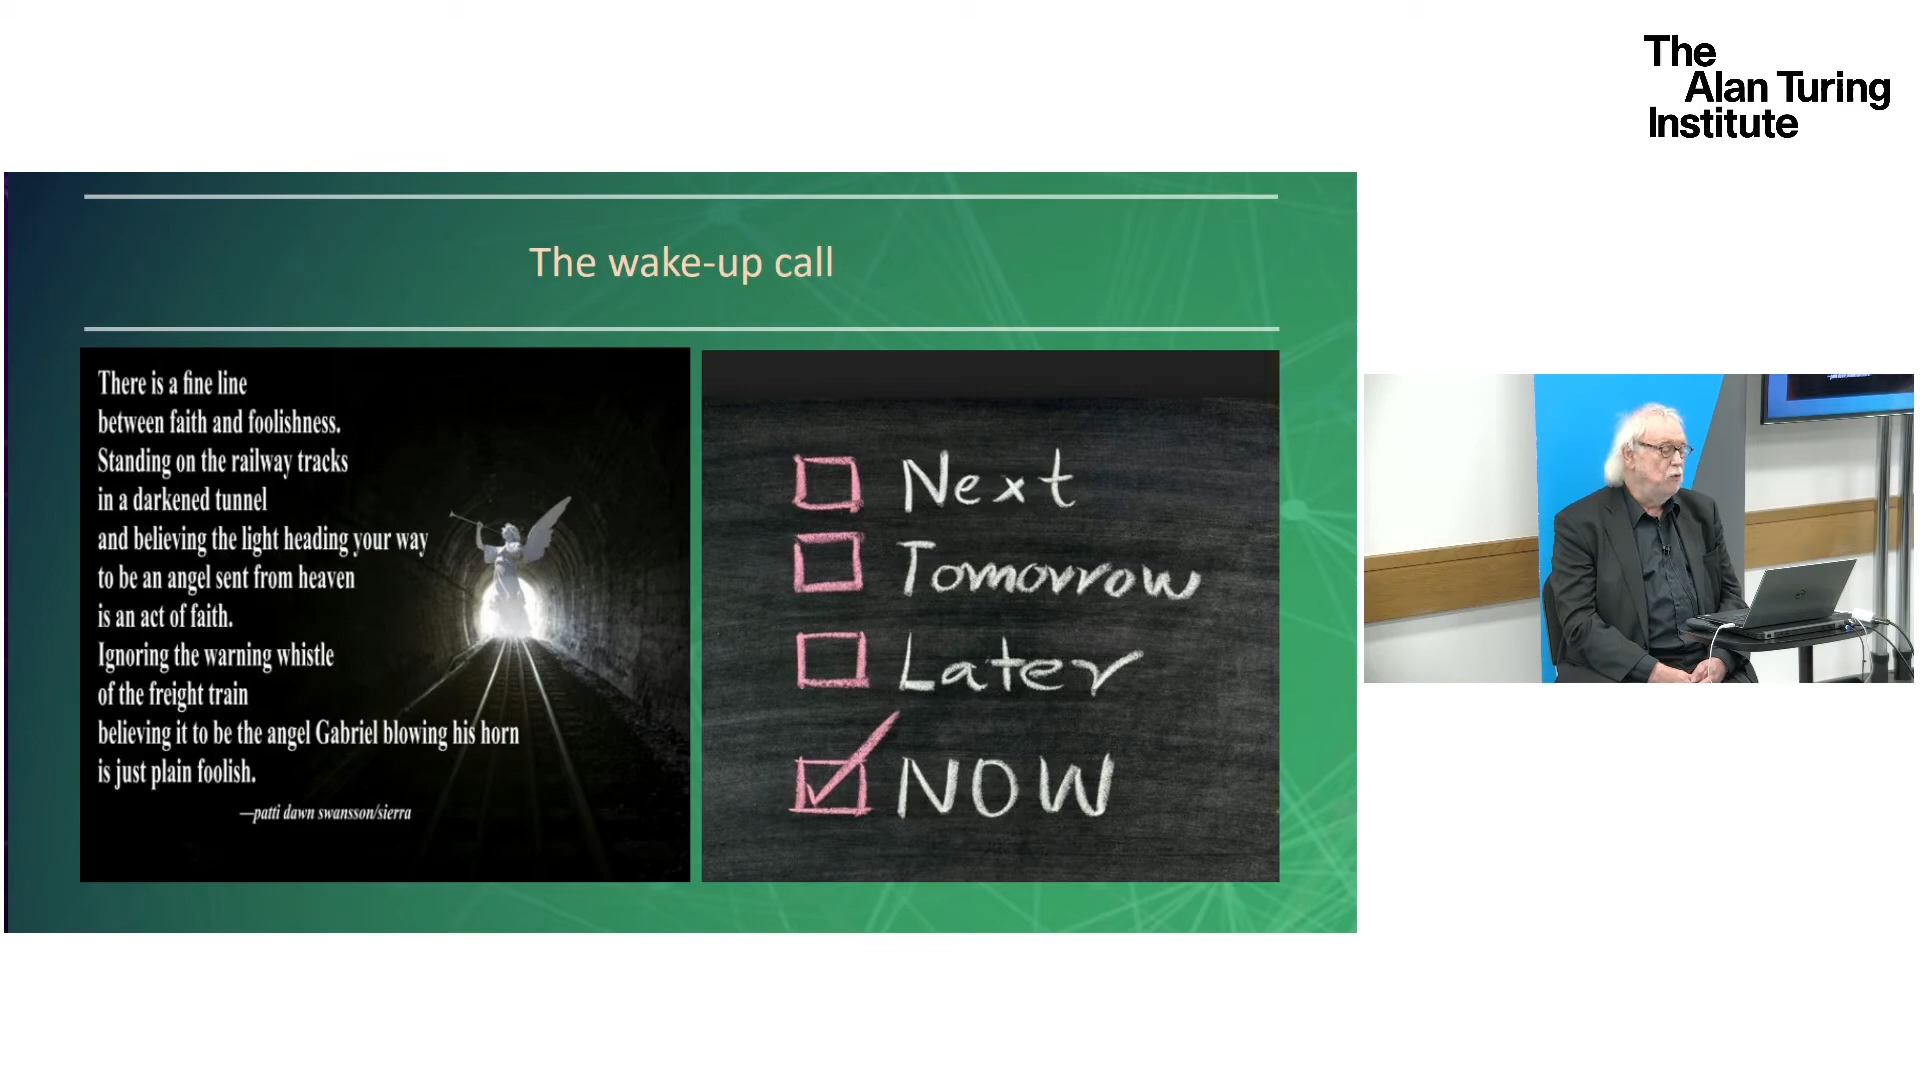 The
Alan Turing
Institute
The wake-up call
There is a fine line
between faith and foolishness.
Standing on the railway tracks
in a darkened tunnel
and believing the light heading your way
to be an angel sent from heaven
is an act of faith.
Ignoring the warning whistle
of the freight train
believing it to be the angel Gabriel blowing his horn
is just plain foolish.
—patti dawn swansson/sierra
Next
Tomorrow
Later
NOW